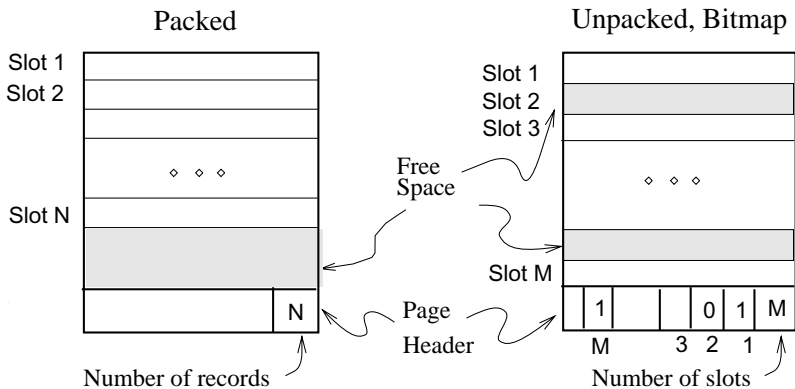 Packed
Slot 1
Slot 2
Slot N
N
Number of records
Free
Space
Page
Header
Unpacked, Bitmap
Slot 1
Slot 2
Slot 3
Slot M
1 0 1 M
M 3 2 1
Number of slots